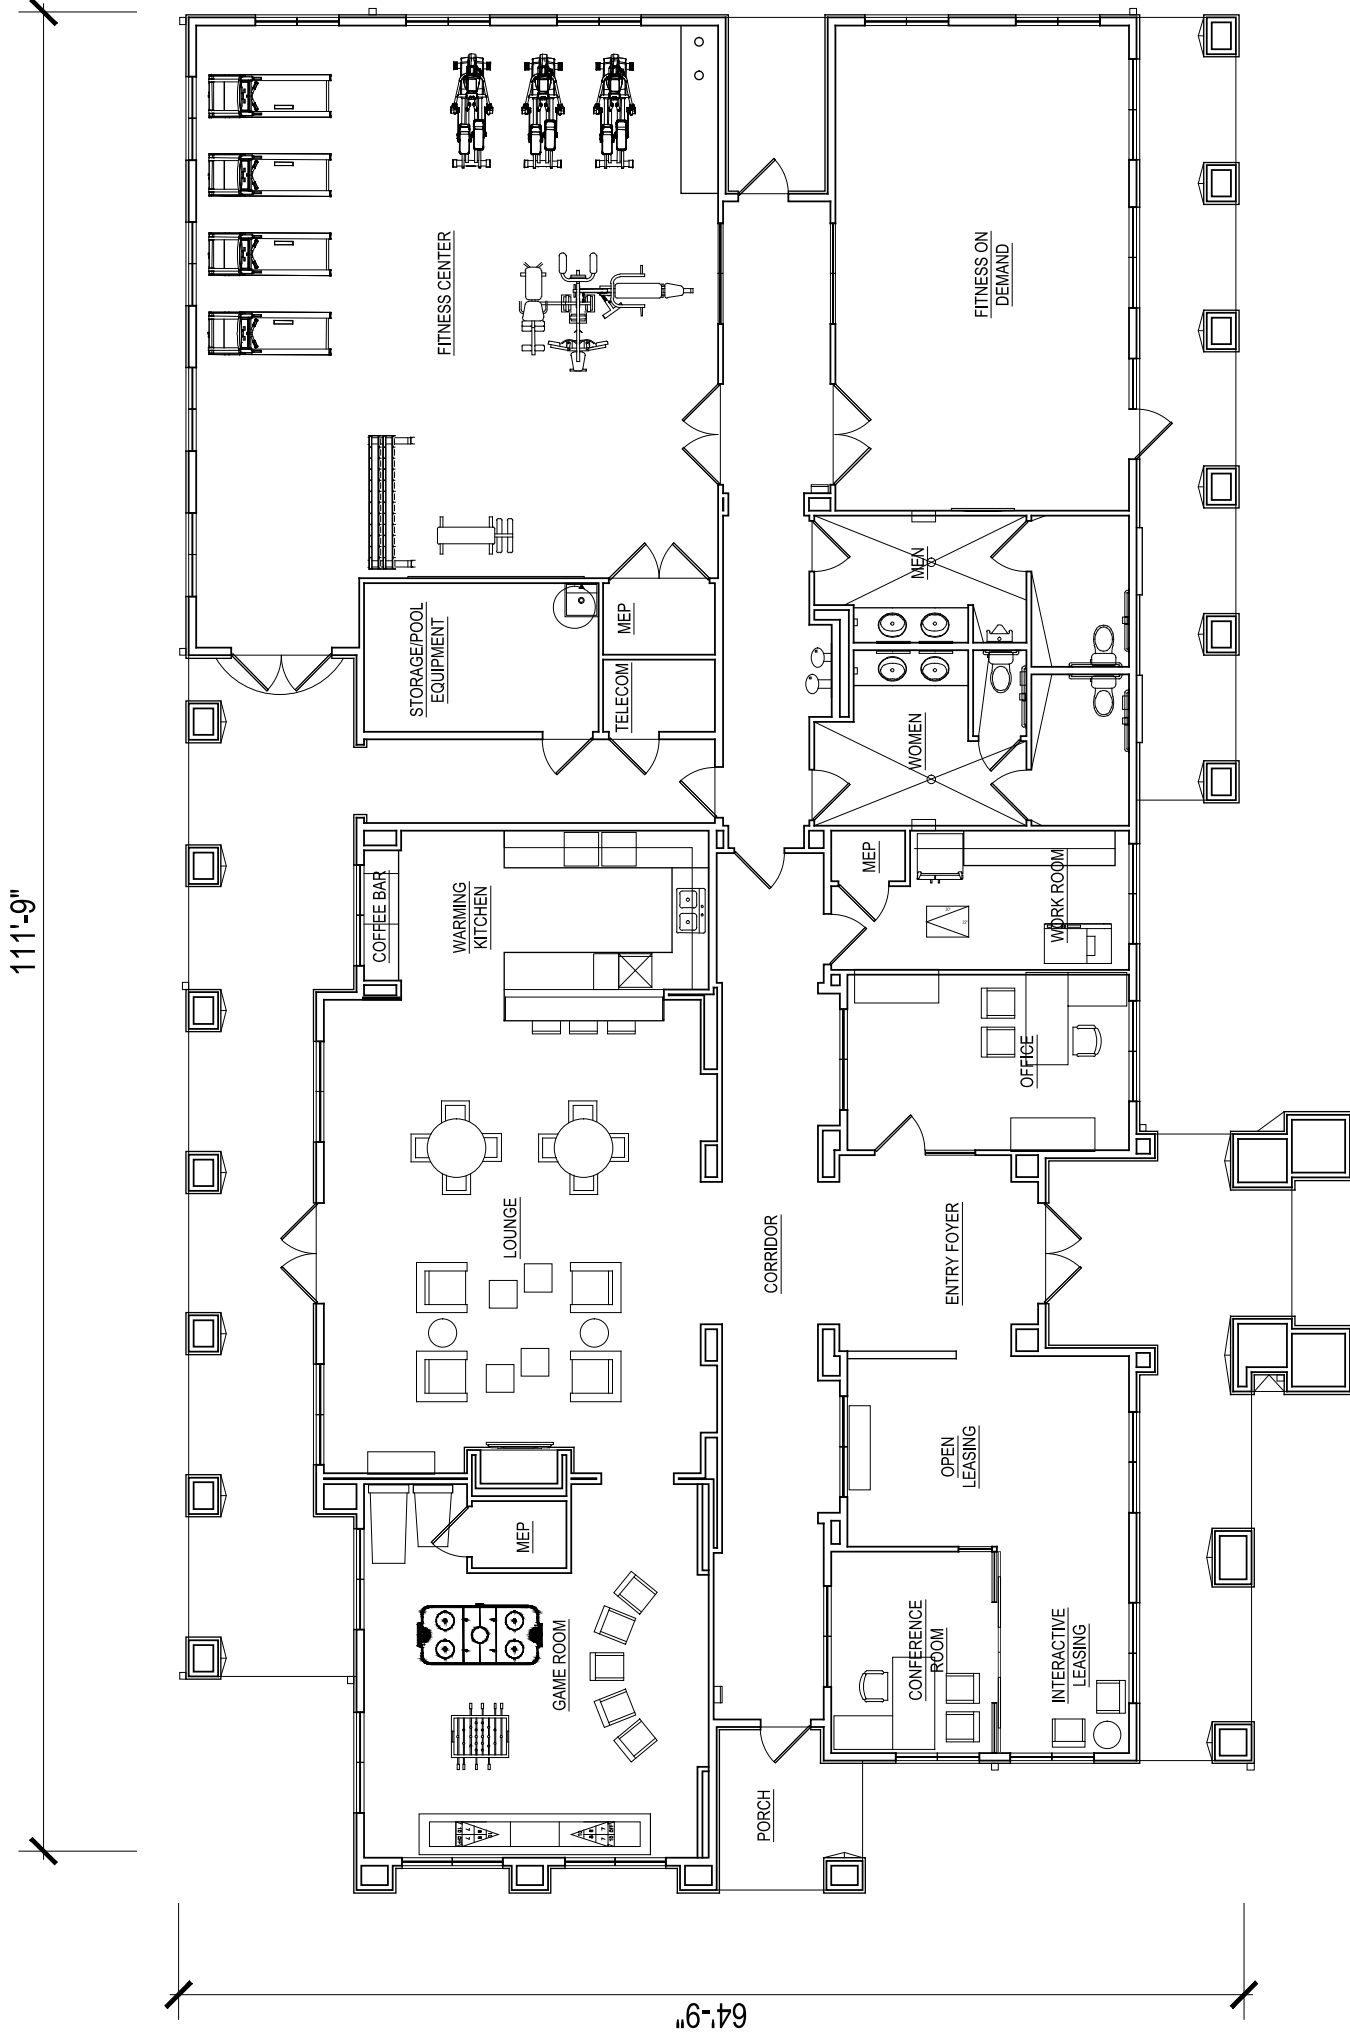 111'-9"
64'-9"
FITNESS CENTER
FITNESS ON
DEMAND
STORAGE/POOL
EQUIPMENT
MEP
TELECOM
MEN
WOMEN
COFFEE BAR
WARMING
KITCHEN
MEP
WORK ROOM
OFFICE
LOUNGE
CORRIDOR
ENTRY FOYER
OPEN
LEASING
MEP
GAME ROOM
CONFERENCE
ROOM
INTERACTIVE
LEASING
PORCH